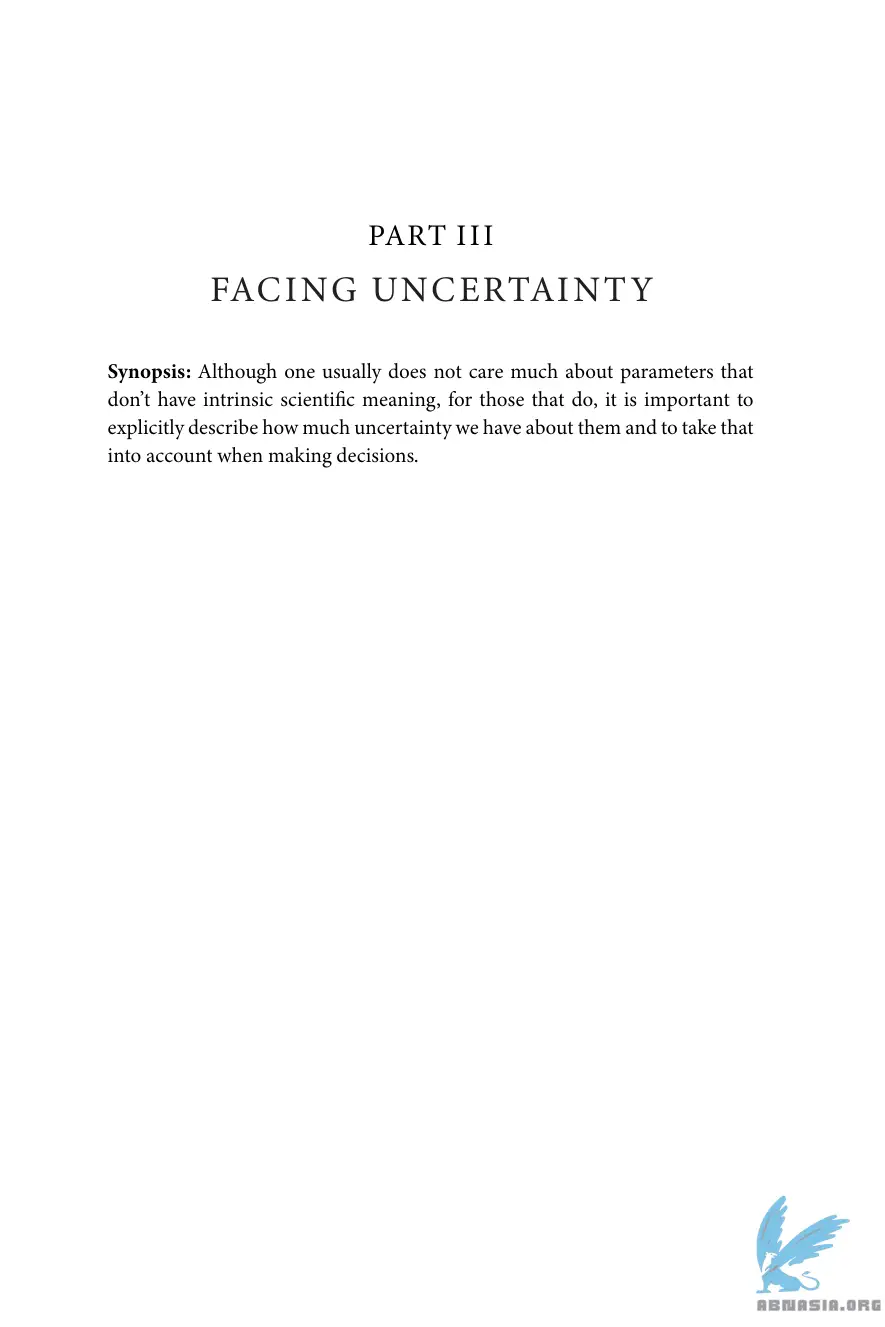 PART III
FACING UNCERTAINTY
Synopsis: Although one usually does not care much about parameters that
don’t have intrinsic scientific meaning, for those that do, it is important to
explicitly describe how much uncertainty we have about them and to take that
into account when making decisions.
ABNASIA.ORG